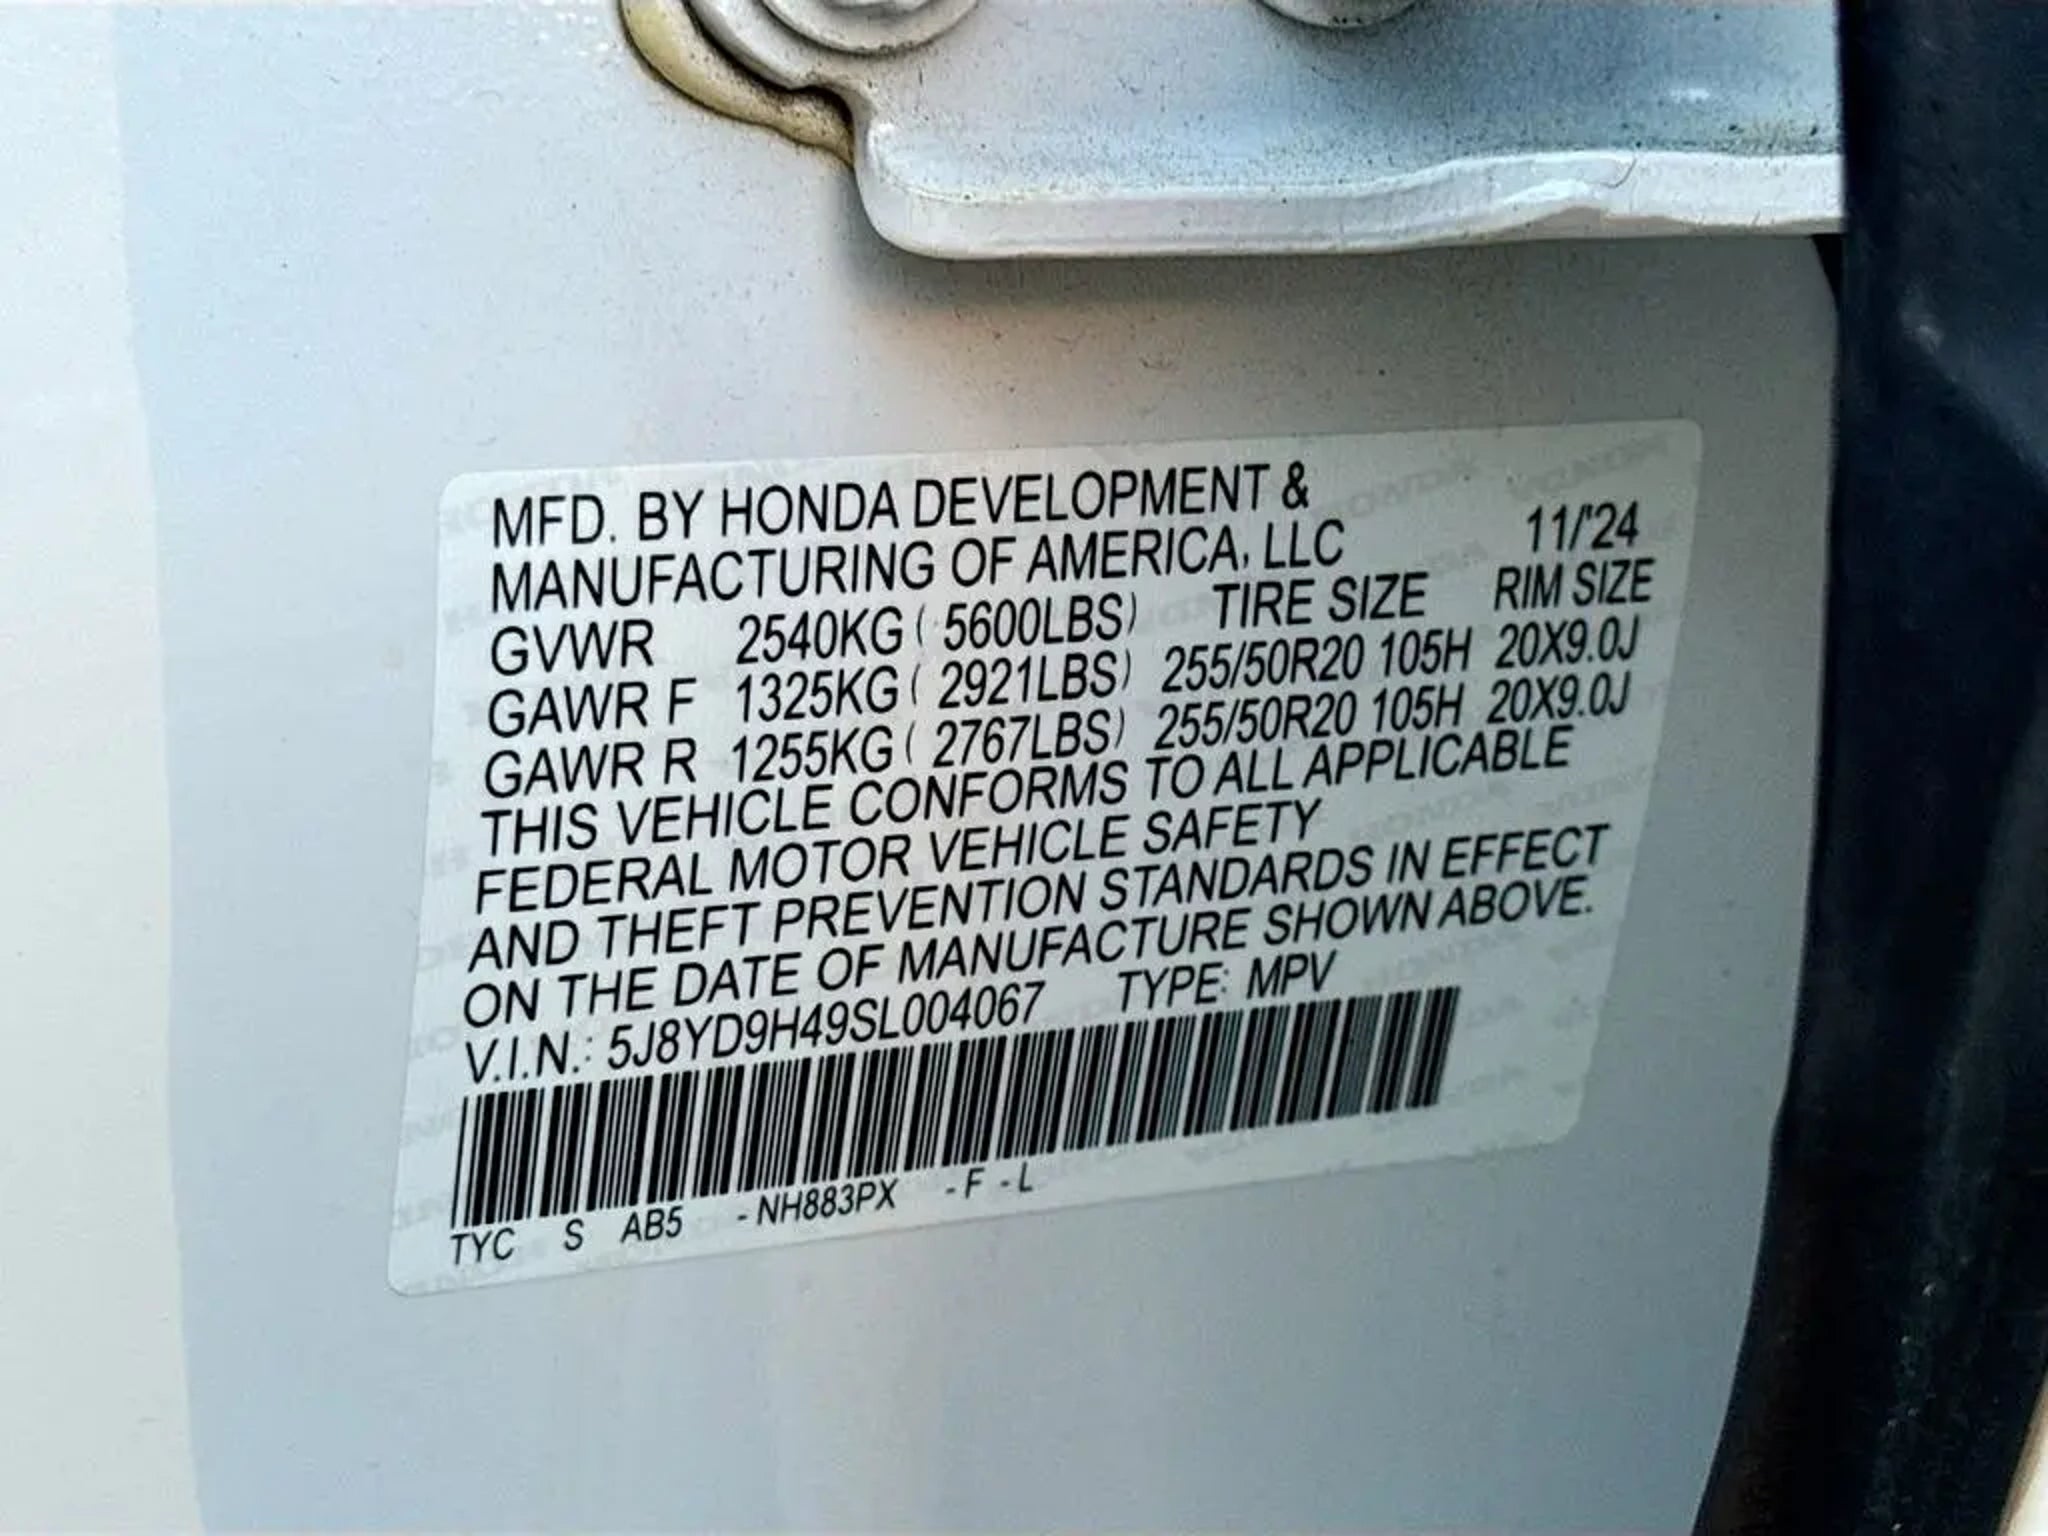 MFD. BY HONDA DEVELOPMENT &
MANUFACTURING OF AMERICA, LLC 11/'24
GVWR 2540KG ( 5600LBS) TIRE SIZE RIM SIZE
GAWR F 1325KG ( 2921LBS) 255/50R20 105H 20X9.0J
GAWR R 1255KG ( 2767LBS) 255/50R20 105H 20X9.0J
THIS VEHICLE CONFORMS TO ALL APPLICABLE
FEDERAL MOTOR VEHICLE SAFETY
AND THEFT PREVENTION STANDARDS IN EFFECT
ON THE DATE OF MANUFACTURE SHOWN ABOVE.
V.I.N.: 5J8YD9H49SL004067 TYPE: MPV
TYC S AB5 -NH883PX -F -L